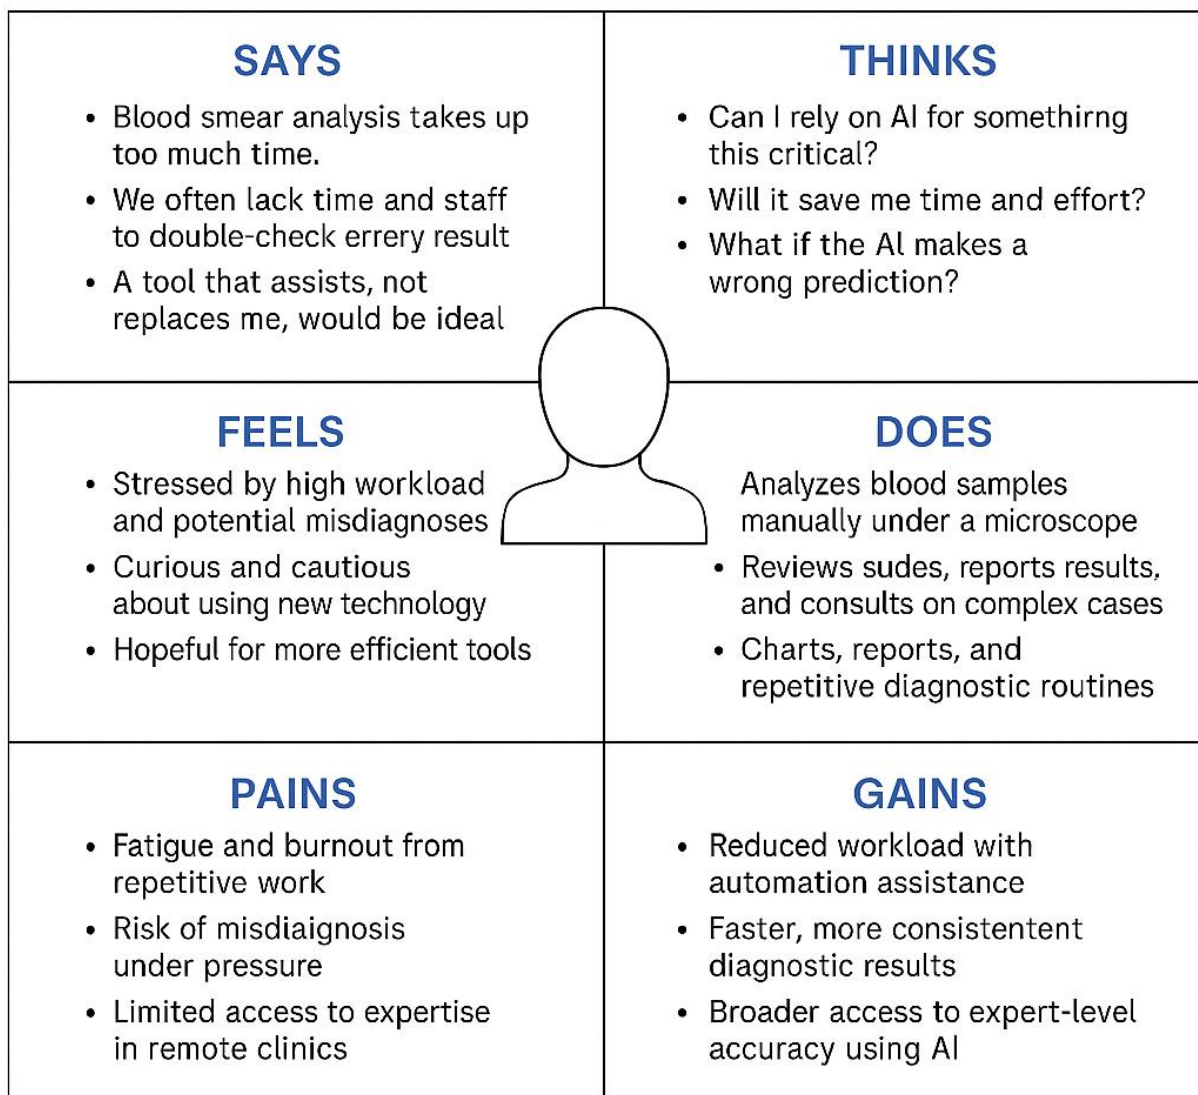 SAYS
• Blood smear analysis takes up
too much time.
• We often lack time and staff
to double-check errery result
• A tool that assists, not
replaces me, would be ideal
THINKS
• Can I rely on AI for somethirng
this critical?
• Will it save me time and effort?
• What if the AI makes a
wrong prediction?
FEELS
• Stressed by high workload
and potential misdiagnoses
• Curious and cautious
about using new technology
• Hopeful for more efficient tools
DOES
Analyzes blood samples
manually under a microscope
• Reviews sudes, reports results,
and consults on complex cases
• Charts, reports, and
repetitive diagnostic routines
PAINS
• Fatigue and burnout from
repetitive work
• Risk of misdiaignosis
under pressure
• Limited access to expertise
in remote clinics
GAINS
• Reduced workload with
automation assistance
• Faster, more consistentent
diagnostic results
• Broader access to expert-level
accuracy using AI